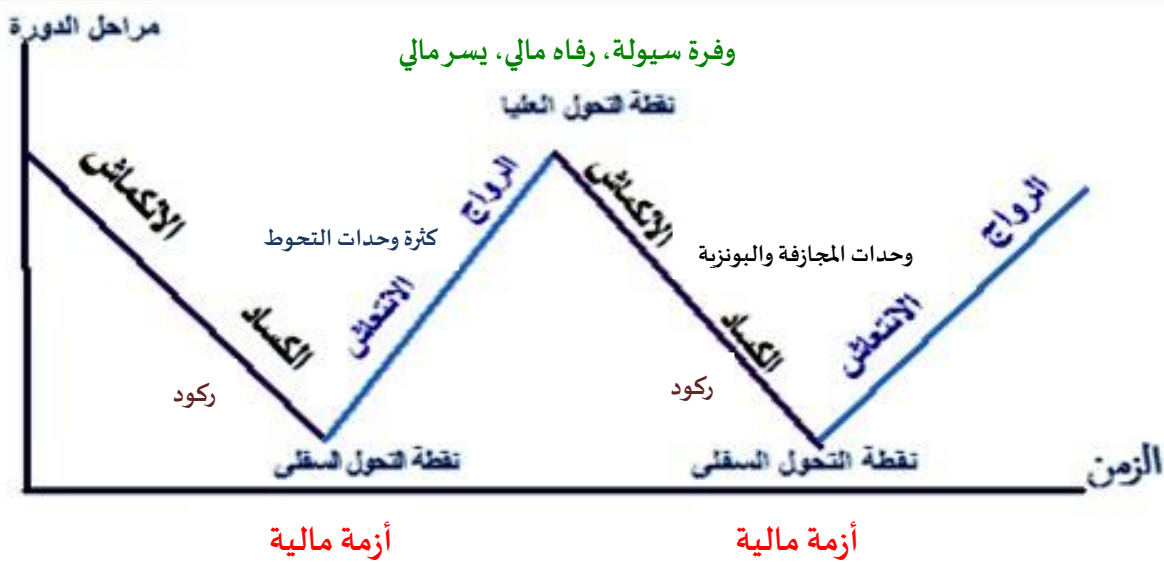 مراحل الدورة
وفرة سيولة، رفاه مالي، يسر مالي
نقطة التحول العليا
الانكماش
الرواج
الانكماش
الرواج
كثرة وحدات التحوط
وحدات المجازفة والبونزية
الكساد
الانتعاش
الكساد
الانتعاش
ركود
ركود
نقطة التحول السفلى
نقطة التحول السفلى
الزمن
أزمة مالية
أزمة مالية